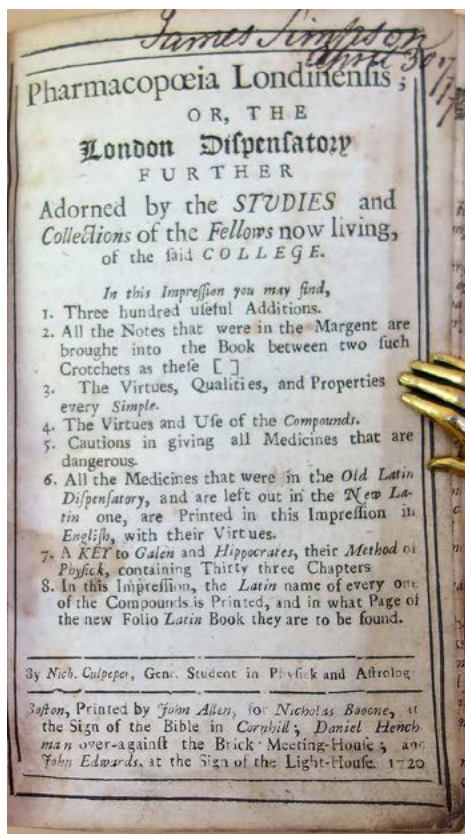 James Simpson
April 30
Pharmacopœia Londinensis;
OR, THE
London Dispensatory
FURTHER
Adorned by the STUDIES and
Collections of the Fellows now living,
of the said COLLEGE.
In this Impression you may find,
1. Three hundred useful Additions.
2. All the Notes that were in the Margent are
brought into the Book between two such
Crotchets as these [ ]
3. The Virtues, Qualities, and Properties
every Simple.
4. The Virtues and Use of the Compounds.
5. Cautions in giving all Medicines that are
dangerous.
6. All the Medicines that were in the Old Latin
Dispensatory, and are left out in the New La-
tin one, are Printed in this Impression in
English, with their Virtues.
7. A KEY to Galen and Hippocrates, their Method of
Physick, containing Thirty three Chapters
8. In this Impression, the Latin name of every one
of the Compounds is Printed, and in what Page of
the new Folio Latin Book they are to be found.
By Nich. Culpeper, Gent. Student in Physick and Astrolog
Boston, Printed by John Allen, for Nicholas Boone, at
the Sign of the Bible in Cornhill; Daniel Hench
man over-against the Brick Meeting-House; and
John Edwards, at the Sign of the Light-House. 1720